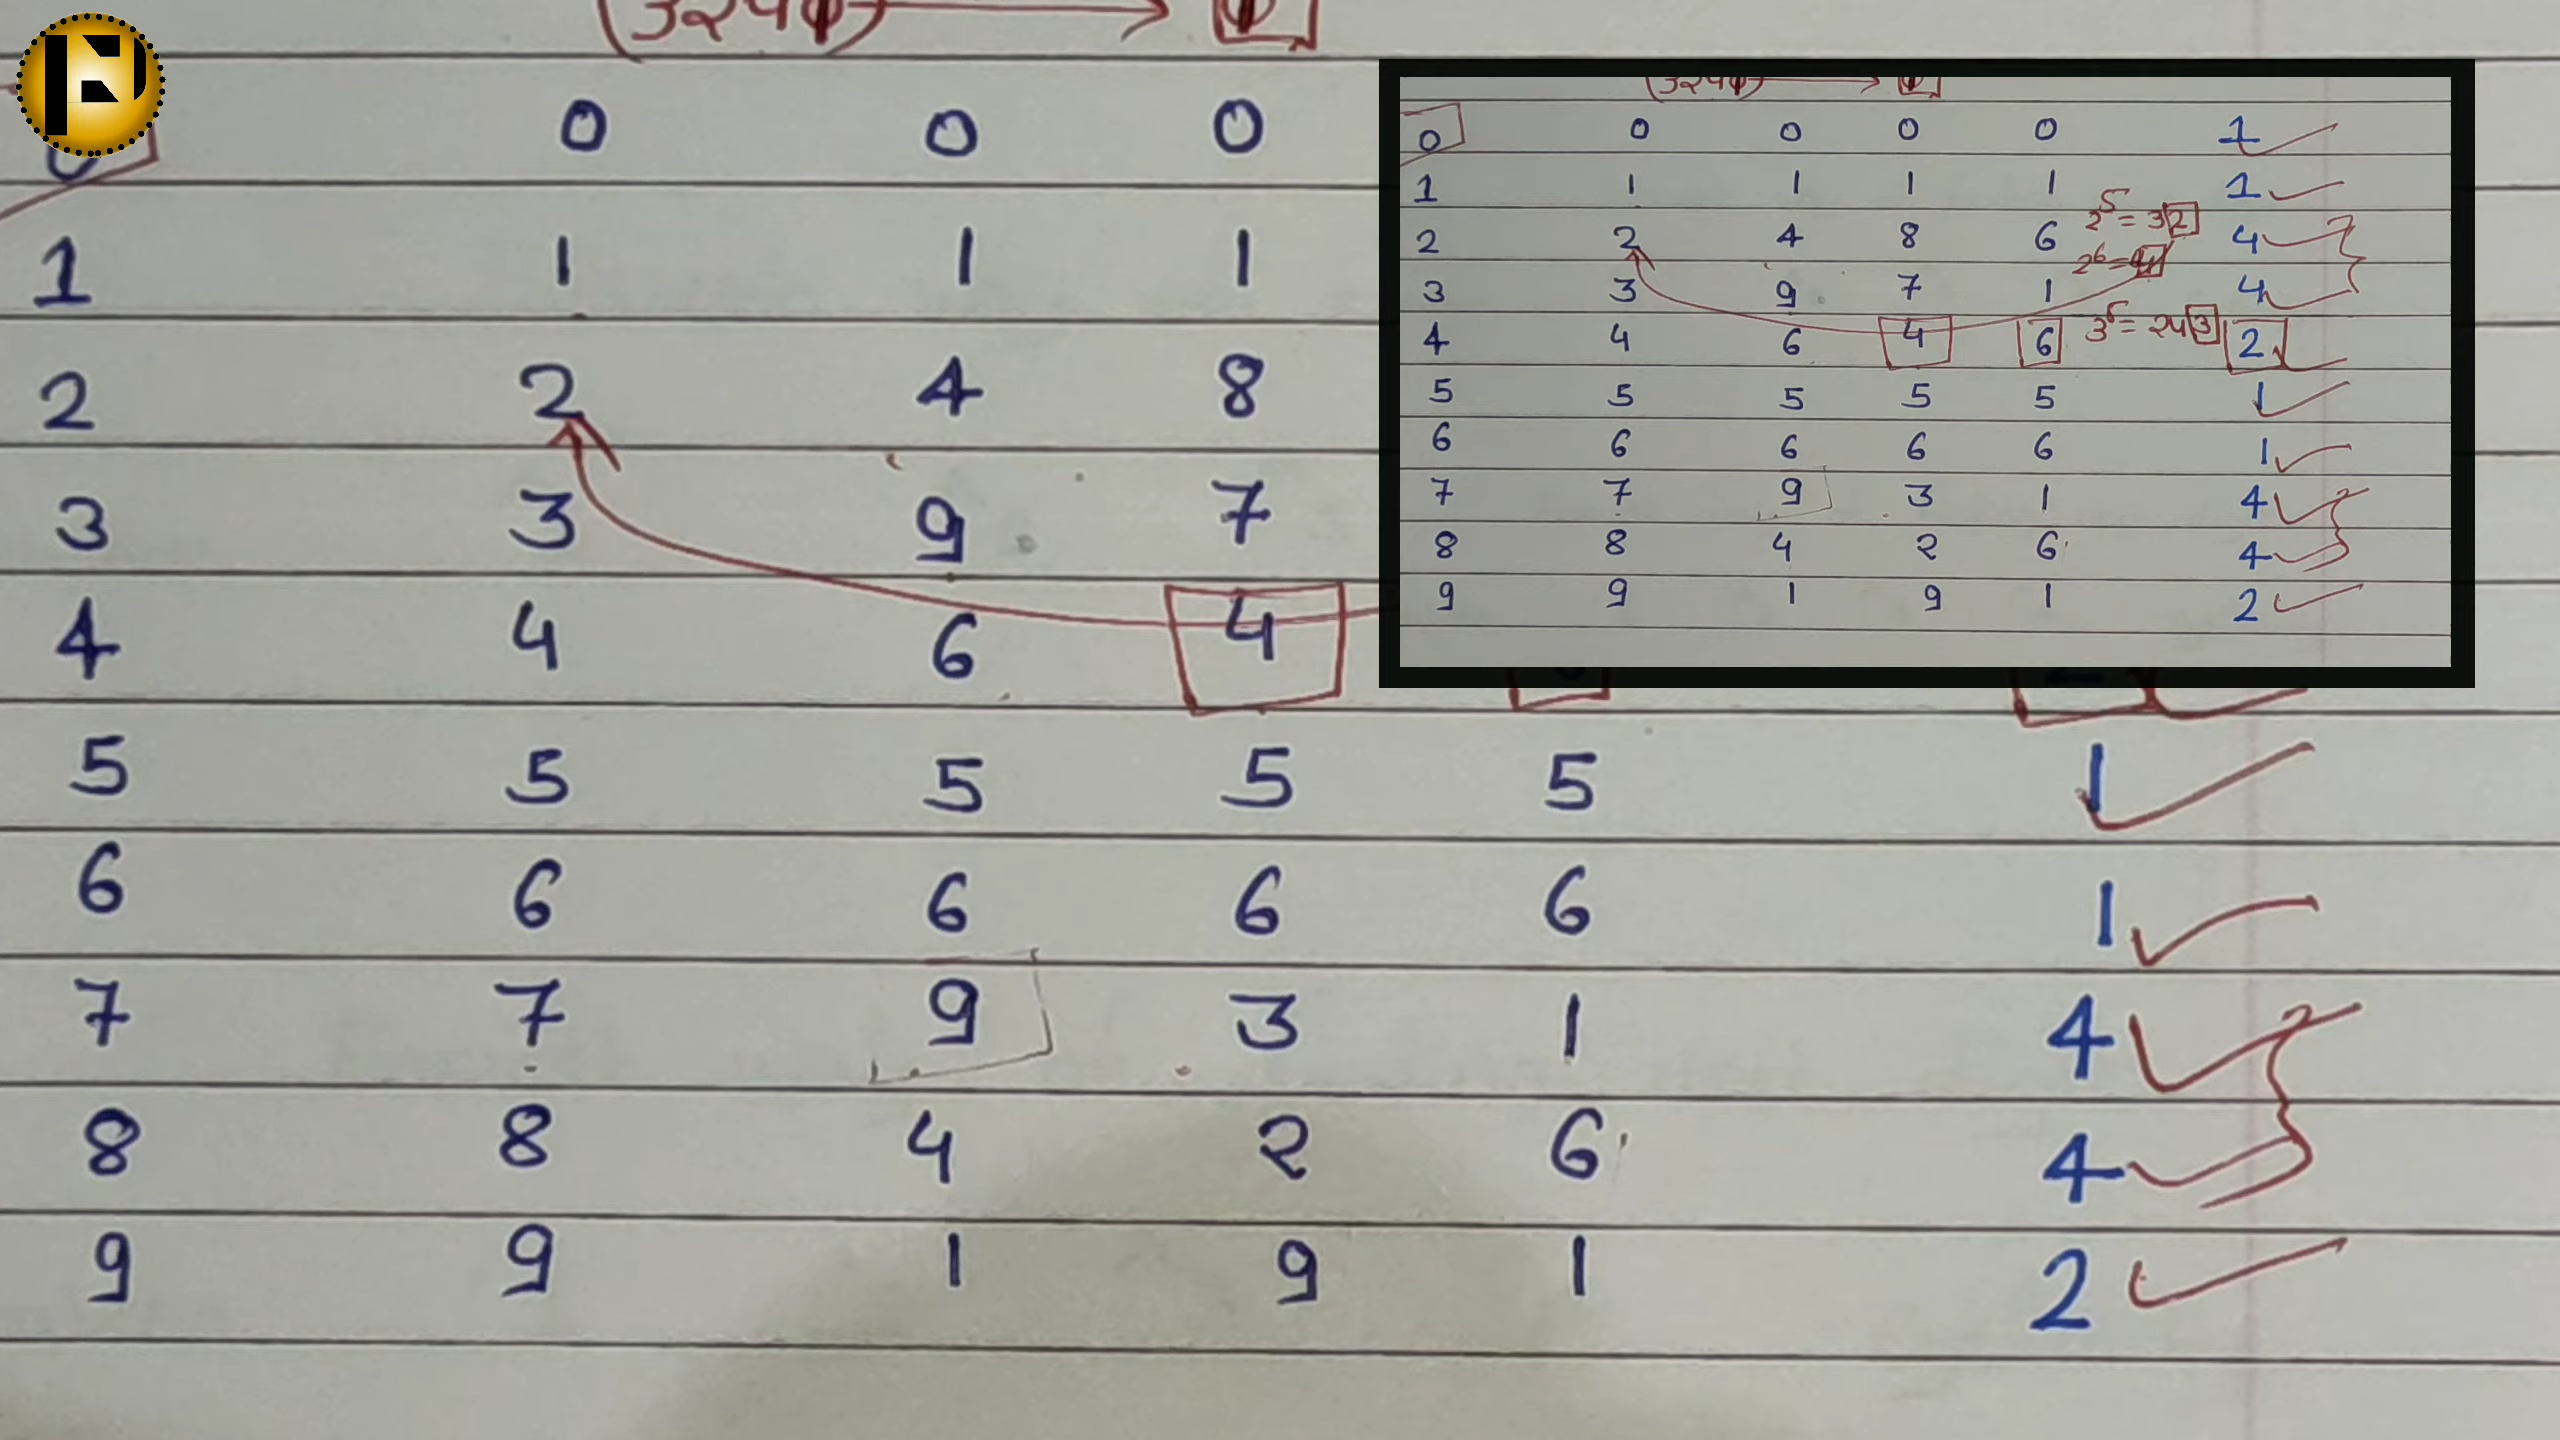 0 0 0 0
1 1 1 1
2 2 4 8
3 3 9 7
4 4 6 4
5 5 5 5 5 1
6 6 6 6 6 1
7 7 9 3 1 4
8 8 4 2 6 4
9 9 1 9 1 2
0 0 0 0 0 1
1 1 1 1 1 1
2 2 4 8 6 2⁵ = 32 4
3 3 9 7 1 4
4 4 6 4 6 3⁵ = 243 2
5 5 5 5 5 1
6 6 6 6 6 1
7 7 9 3 1 4
8 8 4 2 6 4
9 9 1 9 1 2